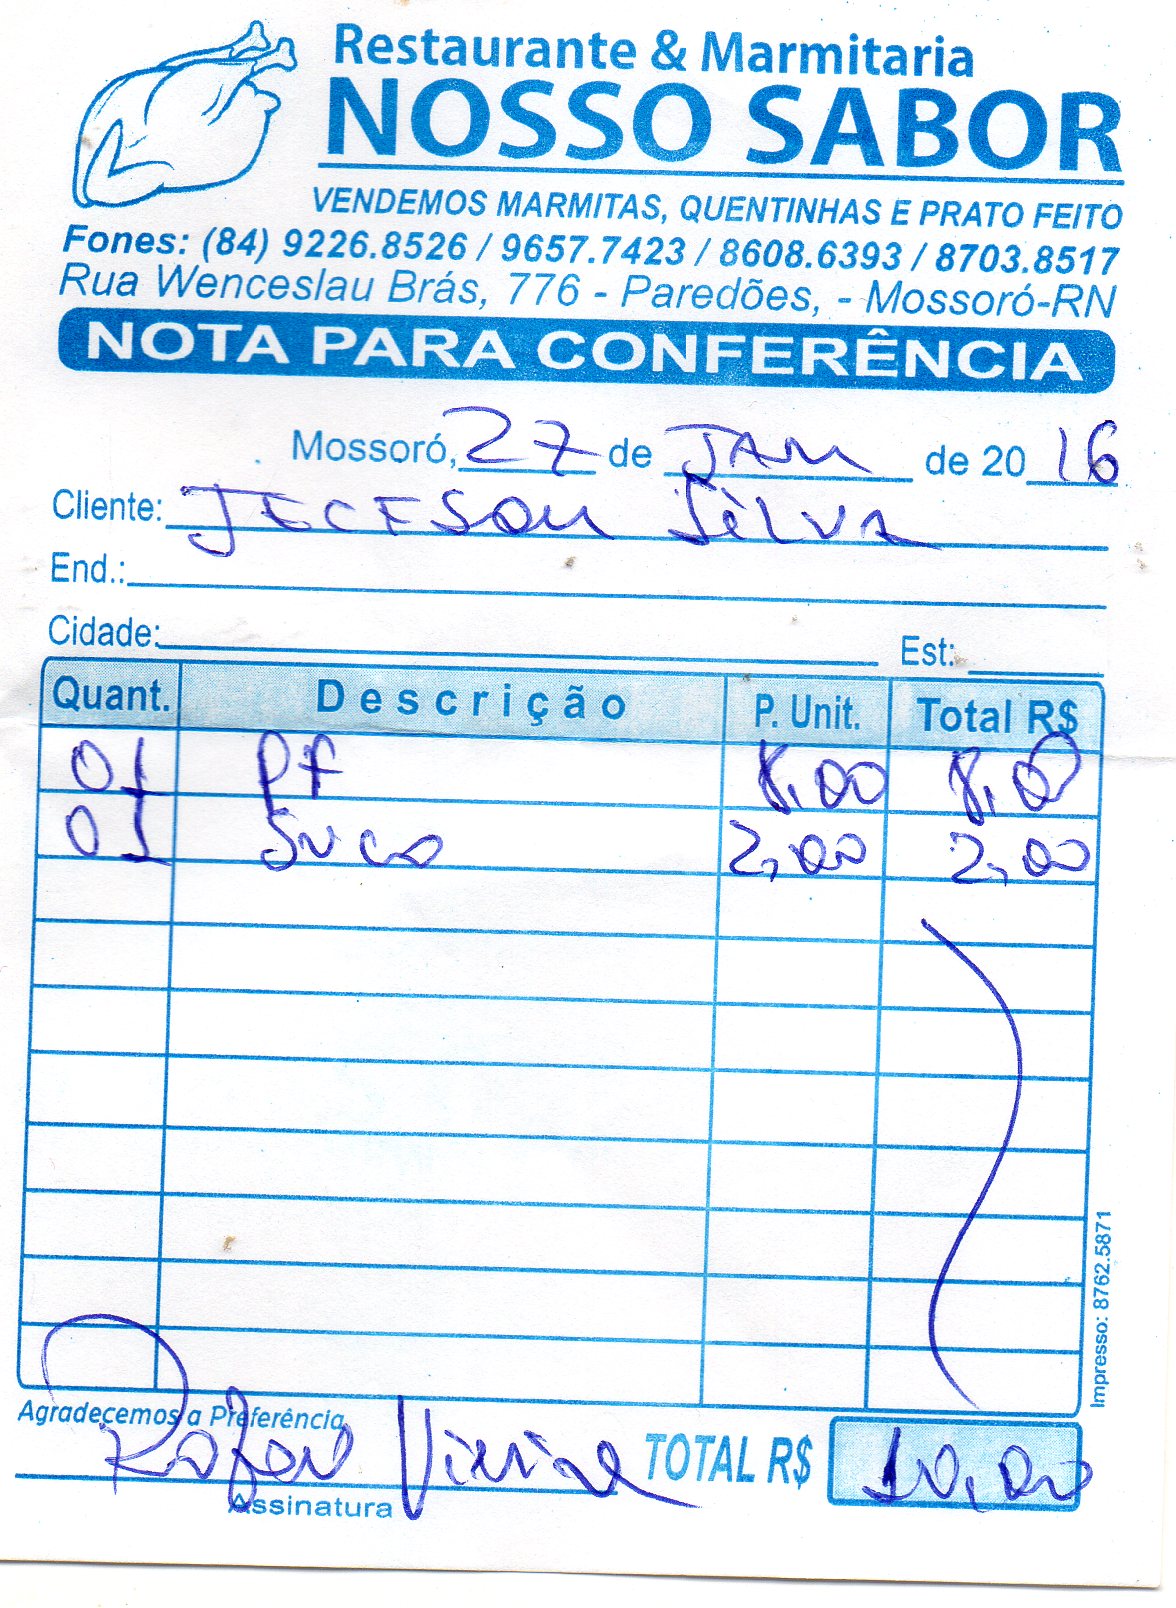 Restaurante & Marmitaria
NOSSO SABOR
VENDEMOS MARMITAS, QUENTINHAS E PRATO FEITO
Fones: (84) 9226.8526 / 9657.7423 / 8608.6393 / 8703.8517
Rua Wenceslau Brás, 776 - Paredões, - Mossoró-RN
NOTA PARA CONFERÊNCIA
Mossoró, 27 de JAN de 2016
Cliente: JECESON SILVA
End.:
Cidade: Est:
Quant. Descrição P. Unit. Total R$
01 PF 8,00 8,00
01 Suco 2,00 2,00
Impresso: 8762.5871
Agradecemos a Preferência
Rafael
TOTAL R$ 10,00
Assinatura